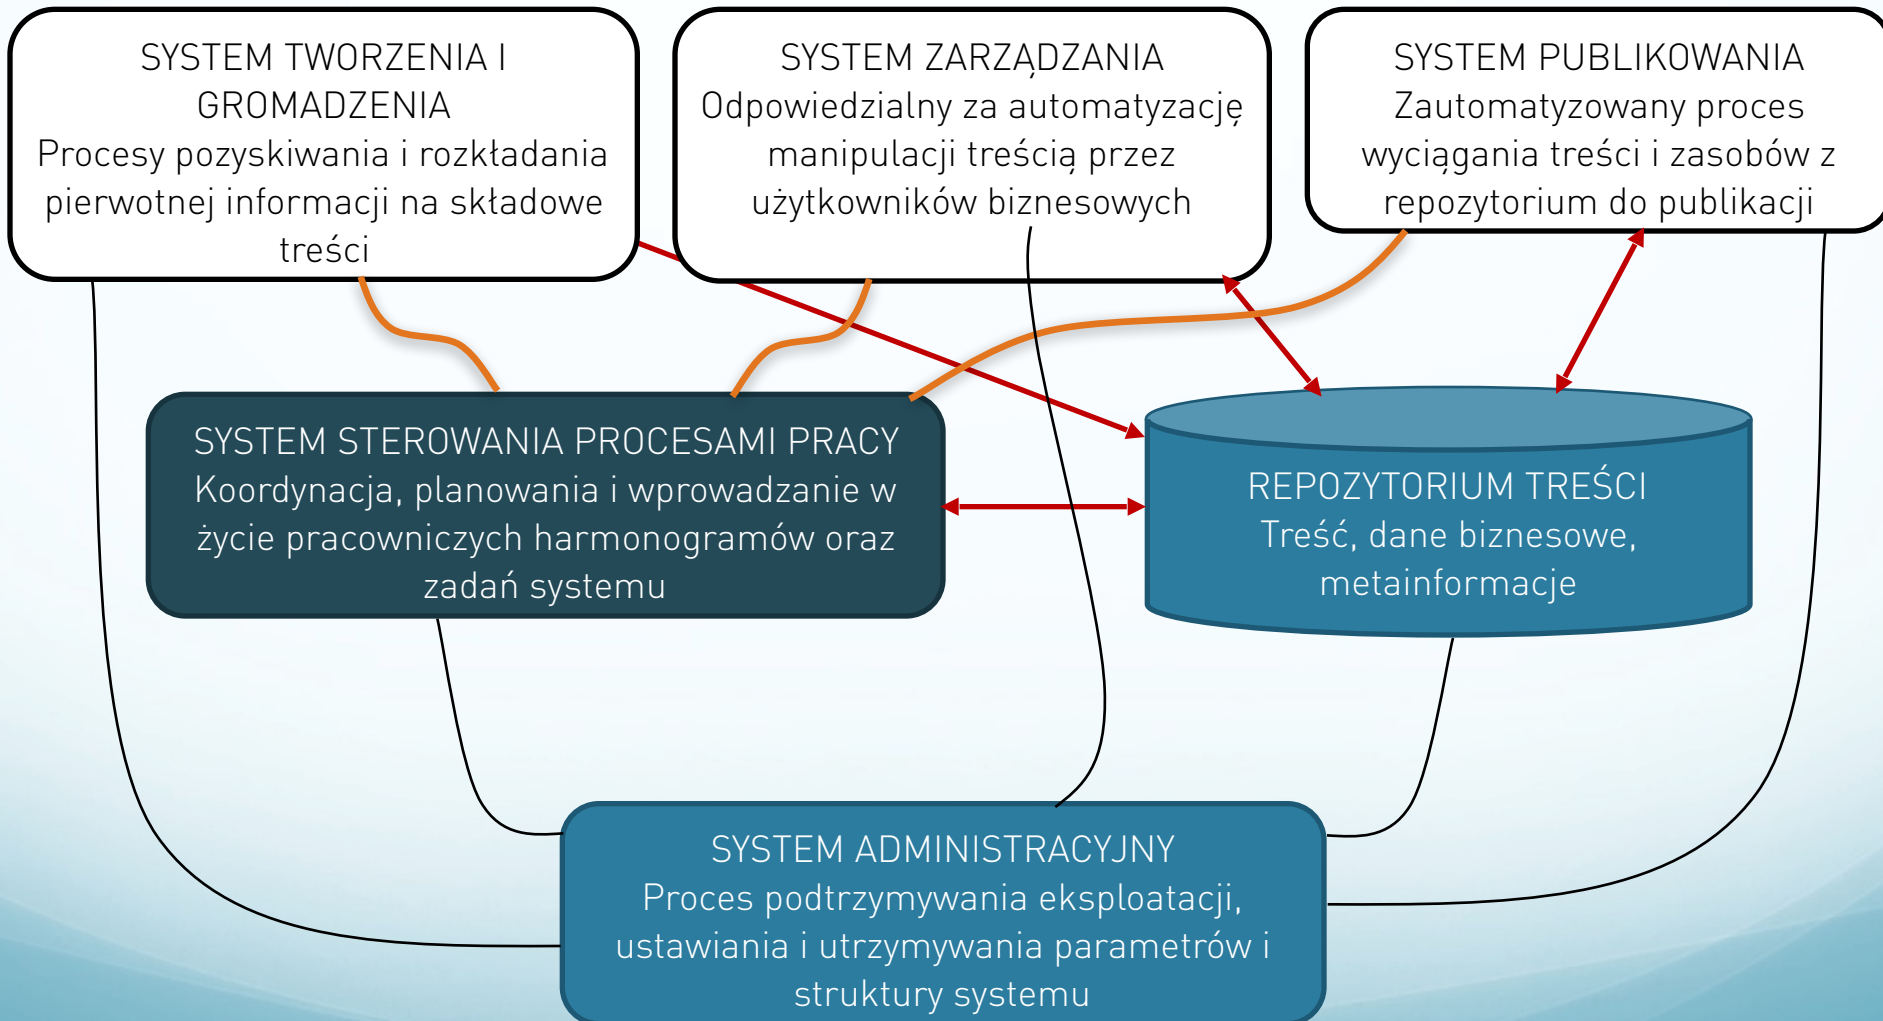 SYSTEM TWORZENIA I
GROMADZENIA
Procesy pozyskiwania i rozkładania
pierwotnej informacji na składowe
treści
SYSTEM ZARZĄDZANIA
Odpowiedzialny za automatyzację
manipulacji treścią przez
użytkowników biznesowych
SYSTEM PUBLIKOWANIA
Zautomatyzowany proces
wyciągania treści i zasobów z
repozytorium do publikacji
SYSTEM STEROWANIA PROCESAMI PRACY
Koordynacja, planowania i wprowadzanie w
życie pracowniczych harmonogramów oraz
zadań systemu
REPOZYTORIUM TREŚCI
Treść, dane biznesowe,
metainformacje
SYSTEM ADMINISTRACYJNY
Proces podtrzymywania eksploatacji,
ustawiania i utrzymywania parametrów i
struktury systemu